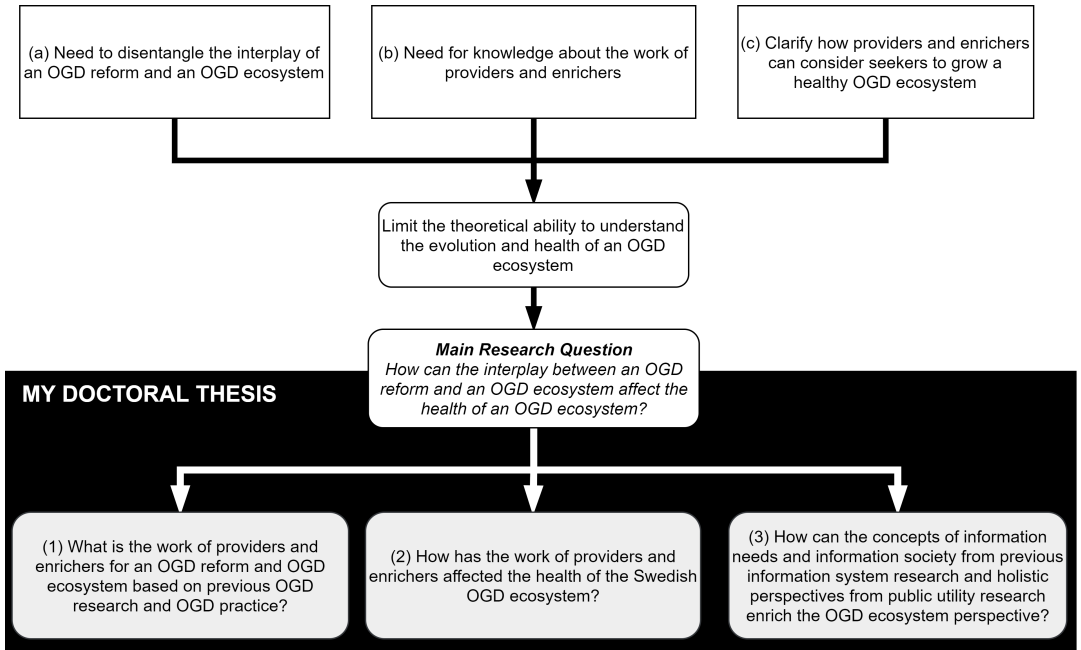 (a) Need to disentangle the interplay of
an OGD reform and an OGD ecosystem
(b) Need for knowledge about the work of
providers and enrichers
(c) Clarify how providers and enrichers
can consider seekers to grow a
healthy OGD ecosystem
Limit the theoretical ability to understand
the evolution and health of an OGD
ecosystem
Main Research Question
How can the interplay between an OGD
reform and an OGD ecosystem affect the
health of an OGD ecosystem?
MY DOCTORAL THESIS
(1) What is the work of providers and
enrichers for an OGD reform and OGD
ecosystem based on previous OGD
research and OGD practice?
(2) How has the work of providers and
enrichers affected the health of the Swedish
OGD ecosystem?
(3) How can the concepts of information
needs and information society from previous
information system research and holistic
perspectives from public utility research
enrich the OGD ecosystem perspective?